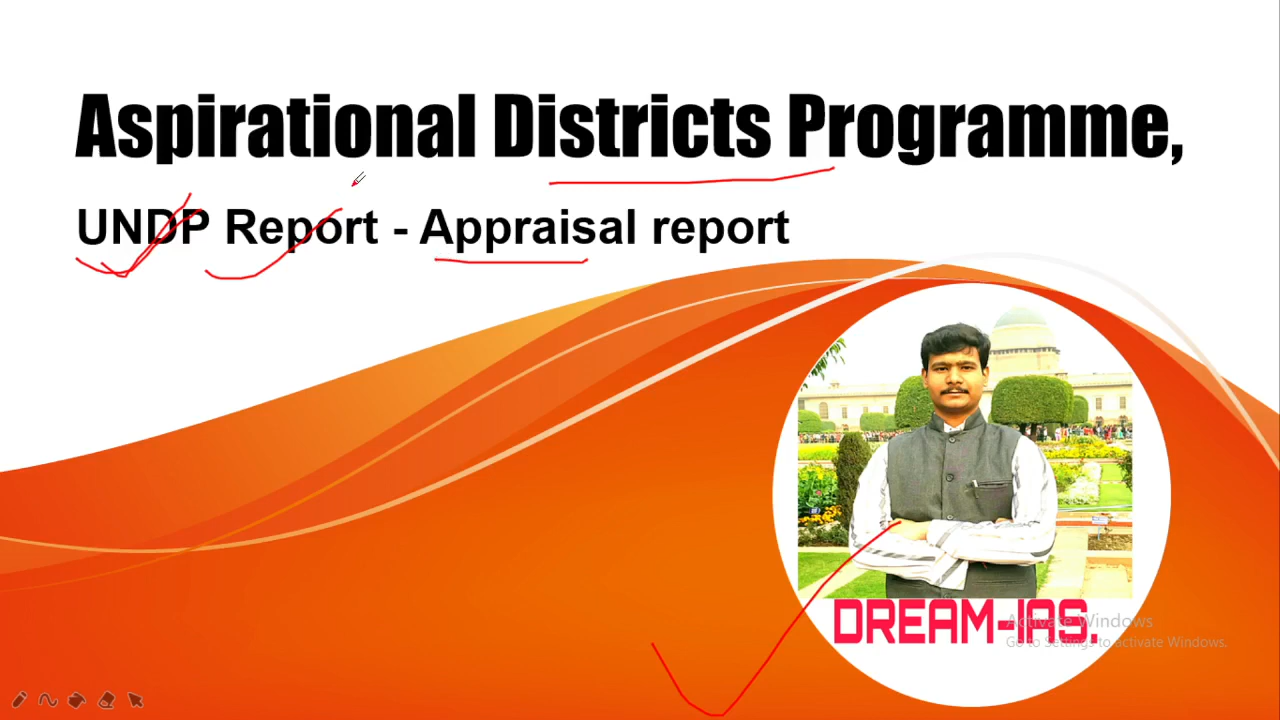 Aspirational Districts Programme,
UNDP Report - Appraisal report
DREAM-IAS.
Activate Windows
Go to Settings to activate Windows.